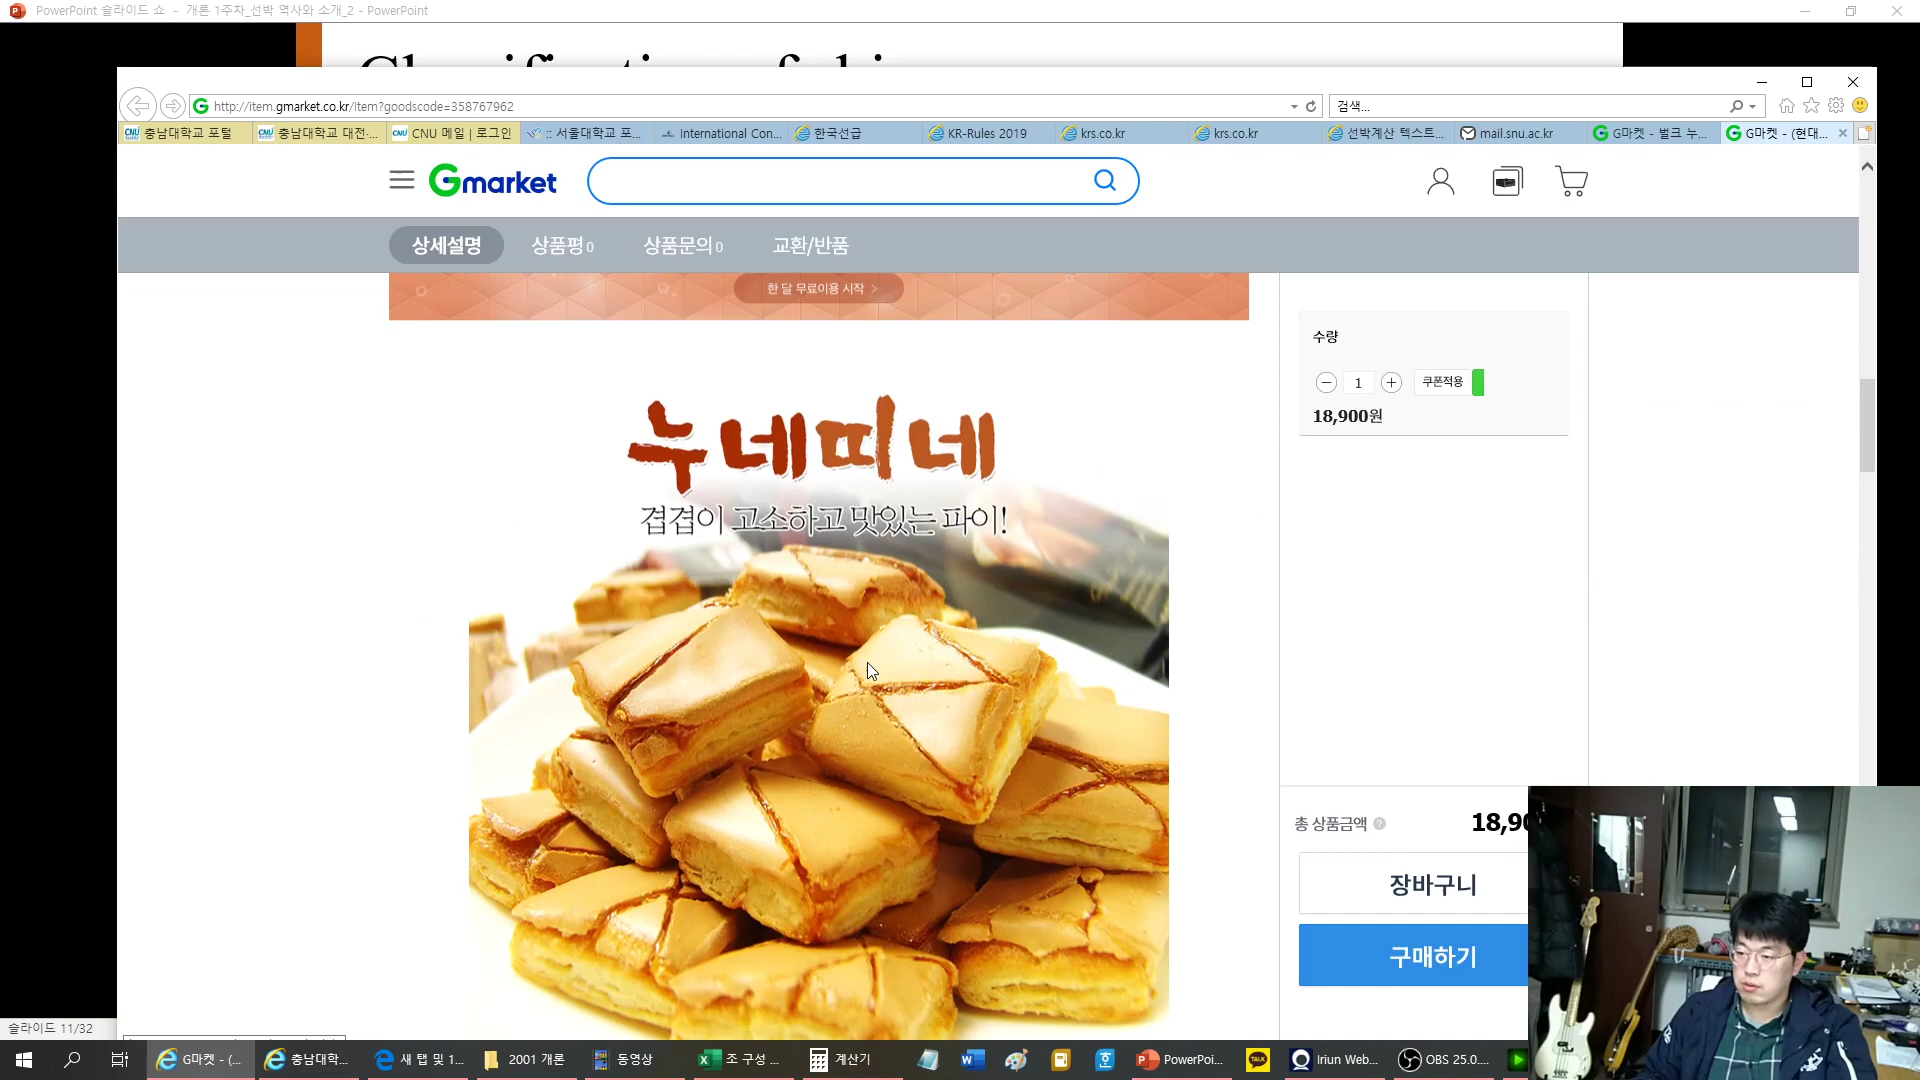 PowerPoint 슬라이드 쇼 - 개론 1주차_선박 역사와 소개_2 - PowerPoint
http://item.gmarket.co.kr/Item?goodscode=358767962
검색...
충남대학교 포털
충남대학교 대전·...
CNU 메일 | 로그인
:: 서울대학교 포...
International Con...
한국선급
KR-Rules 2019
krs.co.kr
krs.co.kr
선박계산 텍스트...
mail.snu.ac.kr
G마켓 - 벌크 누...
G마켓 - (현대...
Gmarket
상세설명
상품평 0
상품문의 0
교환/반품
한 달 무료이용 시작 >
수량
1
쿠폰적용
18,900원
누네띠네
겹겹이 고소하고 맛있는 파이!
총 상품금액
장바구니
구매하기
슬라이드 11/32
G마켓 - (...
충남대학...
새 탭 및 1...
2001 개론
동영상
조 구성 ...
계산기
PowerPoi...
TALK
Iriun Web...
OBS 25.0....